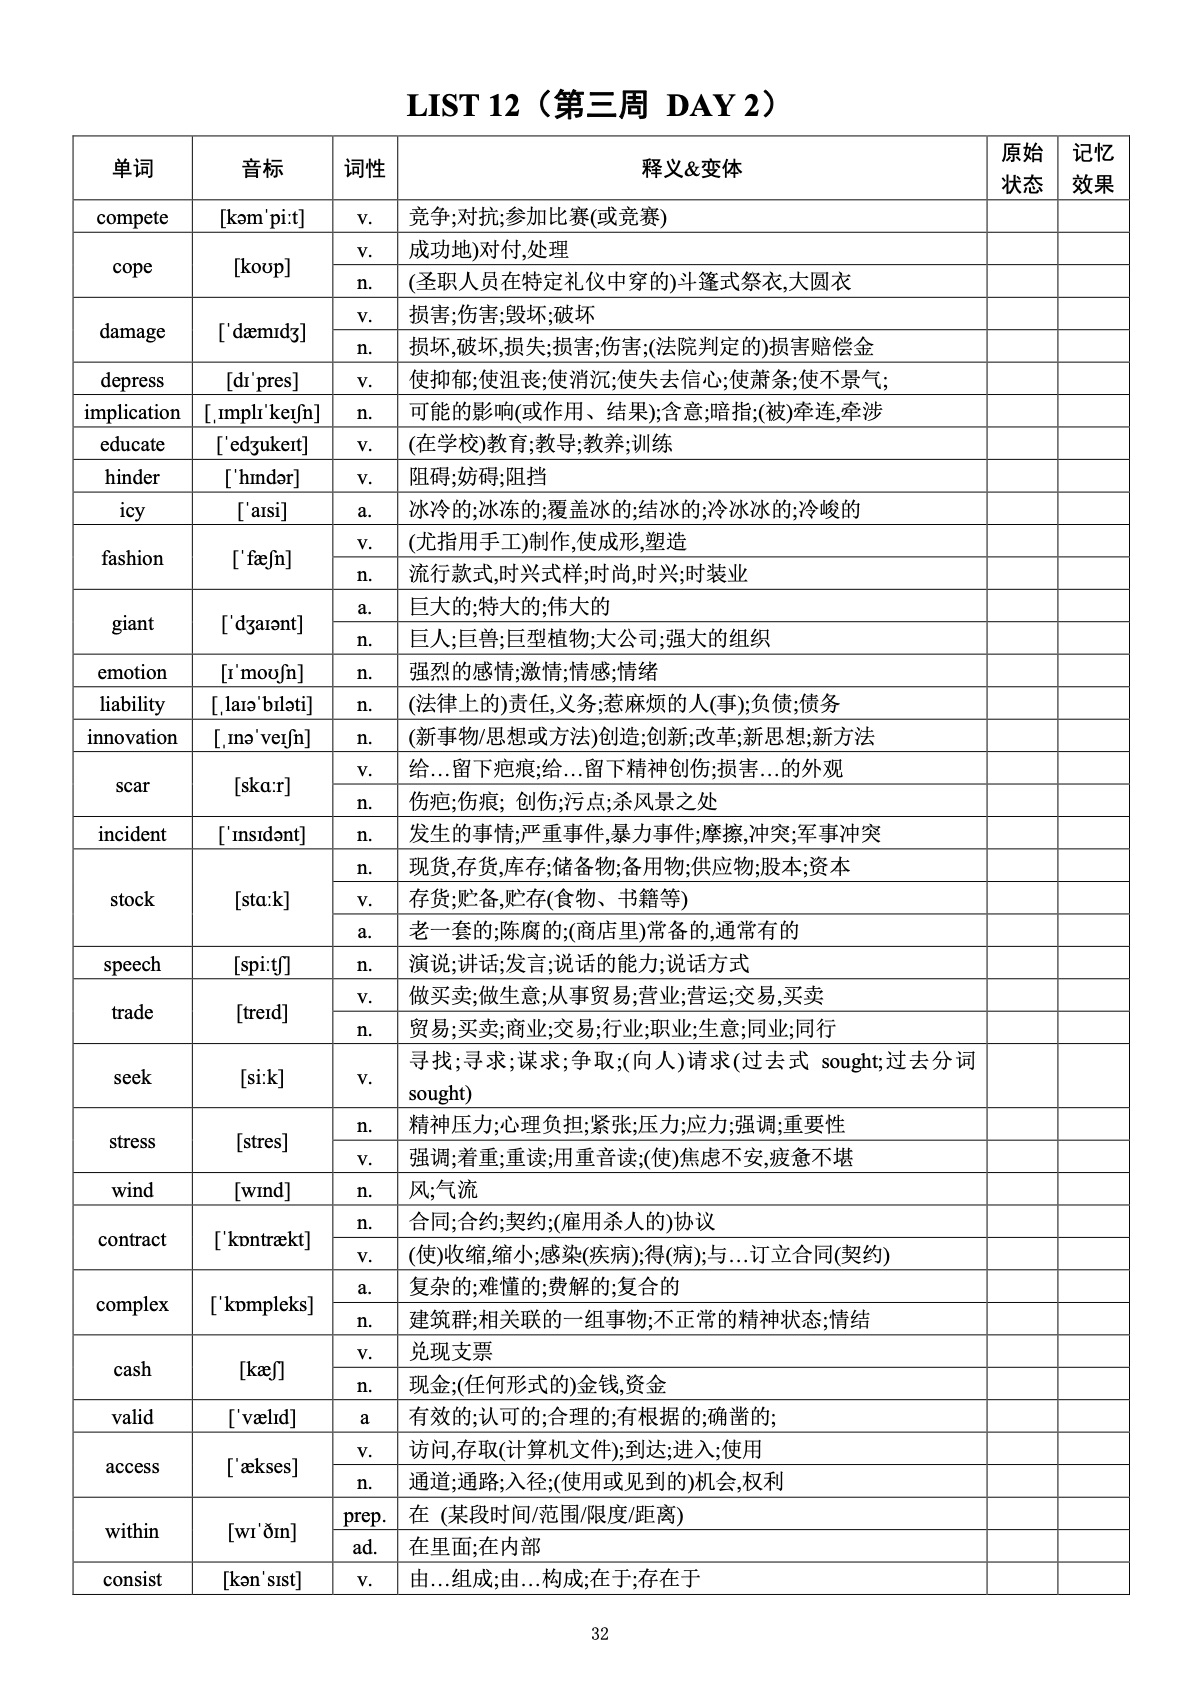 LIST 12（第三周 DAY 2）
单词 音标 词性 释义&变体 原始状态 记忆效果
compete [kəmˈpiːt] v. 竞争;对抗;参加比赛(或竞赛)
cope [koʊp] v. 成功地)对付,处理
n. (圣职人员在特定礼仪中穿的)斗篷式祭衣,大圆衣
damage [ˈdæmɪdʒ] v. 损害;伤害;毁坏;破坏
n. 损坏,破坏,损失;损害;伤害;(法院判定的)损害赔偿金
depress [dɪˈpres] v. 使抑郁;使沮丧;使消沉;使失去信心;使萧条;使不景气;
implication [ˌɪmplɪˈkeɪʃn] n. 可能的影响(或作用、结果);含意;暗指;(被)牵连,牵涉
educate [ˈedʒukeɪt] v. (在学校)教育;教导;教养;训练
hinder [ˈhɪndər] v. 阻碍;妨碍;阻挡
icy [ˈaɪsi] a. 冰冷的;冰冻的;覆盖冰的;结冰的;冷冰冰的;冷峻的
fashion [ˈfæʃn] v. (尤指用手工)制作,使成形,塑造
n. 流行款式,时兴式样;时尚,时兴;时装业
giant [ˈdʒaɪənt] a. 巨大的;特大的;伟大的
n. 巨人;巨兽;巨型植物;大公司;强大的组织
emotion [ɪˈmoʊʃn] n. 强烈的感情;激情;情感;情绪
liability [ˌlaɪəˈbɪləti] n. (法律上的)责任,义务;惹麻烦的人(事);负债;债务
innovation [ˌɪnəˈveɪʃn] n. (新事物/思想或方法)创造;创新;改革;新思想;新方法
scar [skɑːr] v. 给…留下疤痕;给…留下精神创伤;损害…的外观
n. 伤疤;伤痕; 创伤;污点;杀风景之处
incident [ˈɪnsɪdənt] n. 发生的事情;严重事件,暴力事件;摩擦,冲突;军事冲突
stock [stɑːk] n. 现货,存货,库存;储备物;备用物;供应物;股本;资本
v. 存货;贮备,贮存(食物、书籍等)
a. 老一套的;陈腐的;(商店里)常备的,通常有的
speech [spiːtʃ] n. 演说;讲话;发言;说话的能力;说话方式
trade [treɪd] v. 做买卖;做生意;从事贸易;营业;营运;交易,买卖
n. 贸易;买卖;商业;交易;行业;职业;生意;同业;同行
seek [siːk] v. 寻找;寻求;谋求;争取;(向人)请求(过去式 sought;过去分词
sought)
stress [stres] n. 精神压力;心理负担;紧张;压力;应力;强调;重要性
v. 强调;着重;重读;用重音读;(使)焦虑不安,疲惫不堪
wind [wɪnd] n. 风;气流
contract [ˈkɒntrækt] n. 合同;合约;契约;(雇用杀人的)协议
v. (使)收缩,缩小;感染(疾病);得(病);与…订立合同(契约)
complex [ˈkɒmpleks] a. 复杂的;难懂的;费解的;复合的
n. 建筑群;相关联的一组事物;不正常的精神状态;情结
cash [kæʃ] v. 兑现支票
n. 现金;(任何形式的)金钱,资金
valid [ˈvælɪd] a 有效的;认可的;合理的;有根据的;确凿的;
access [ˈækses] v. 访问,存取(计算机文件);到达;进入;使用
n. 通道;通路;入径;(使用或见到的)机会,权利
within [wɪˈðɪn] prep. 在 (某段时间/范围/限度/距离)
ad. 在里面;在内部
consist [kənˈsɪst] v. 由…组成;由…构成;在于;存在于
32